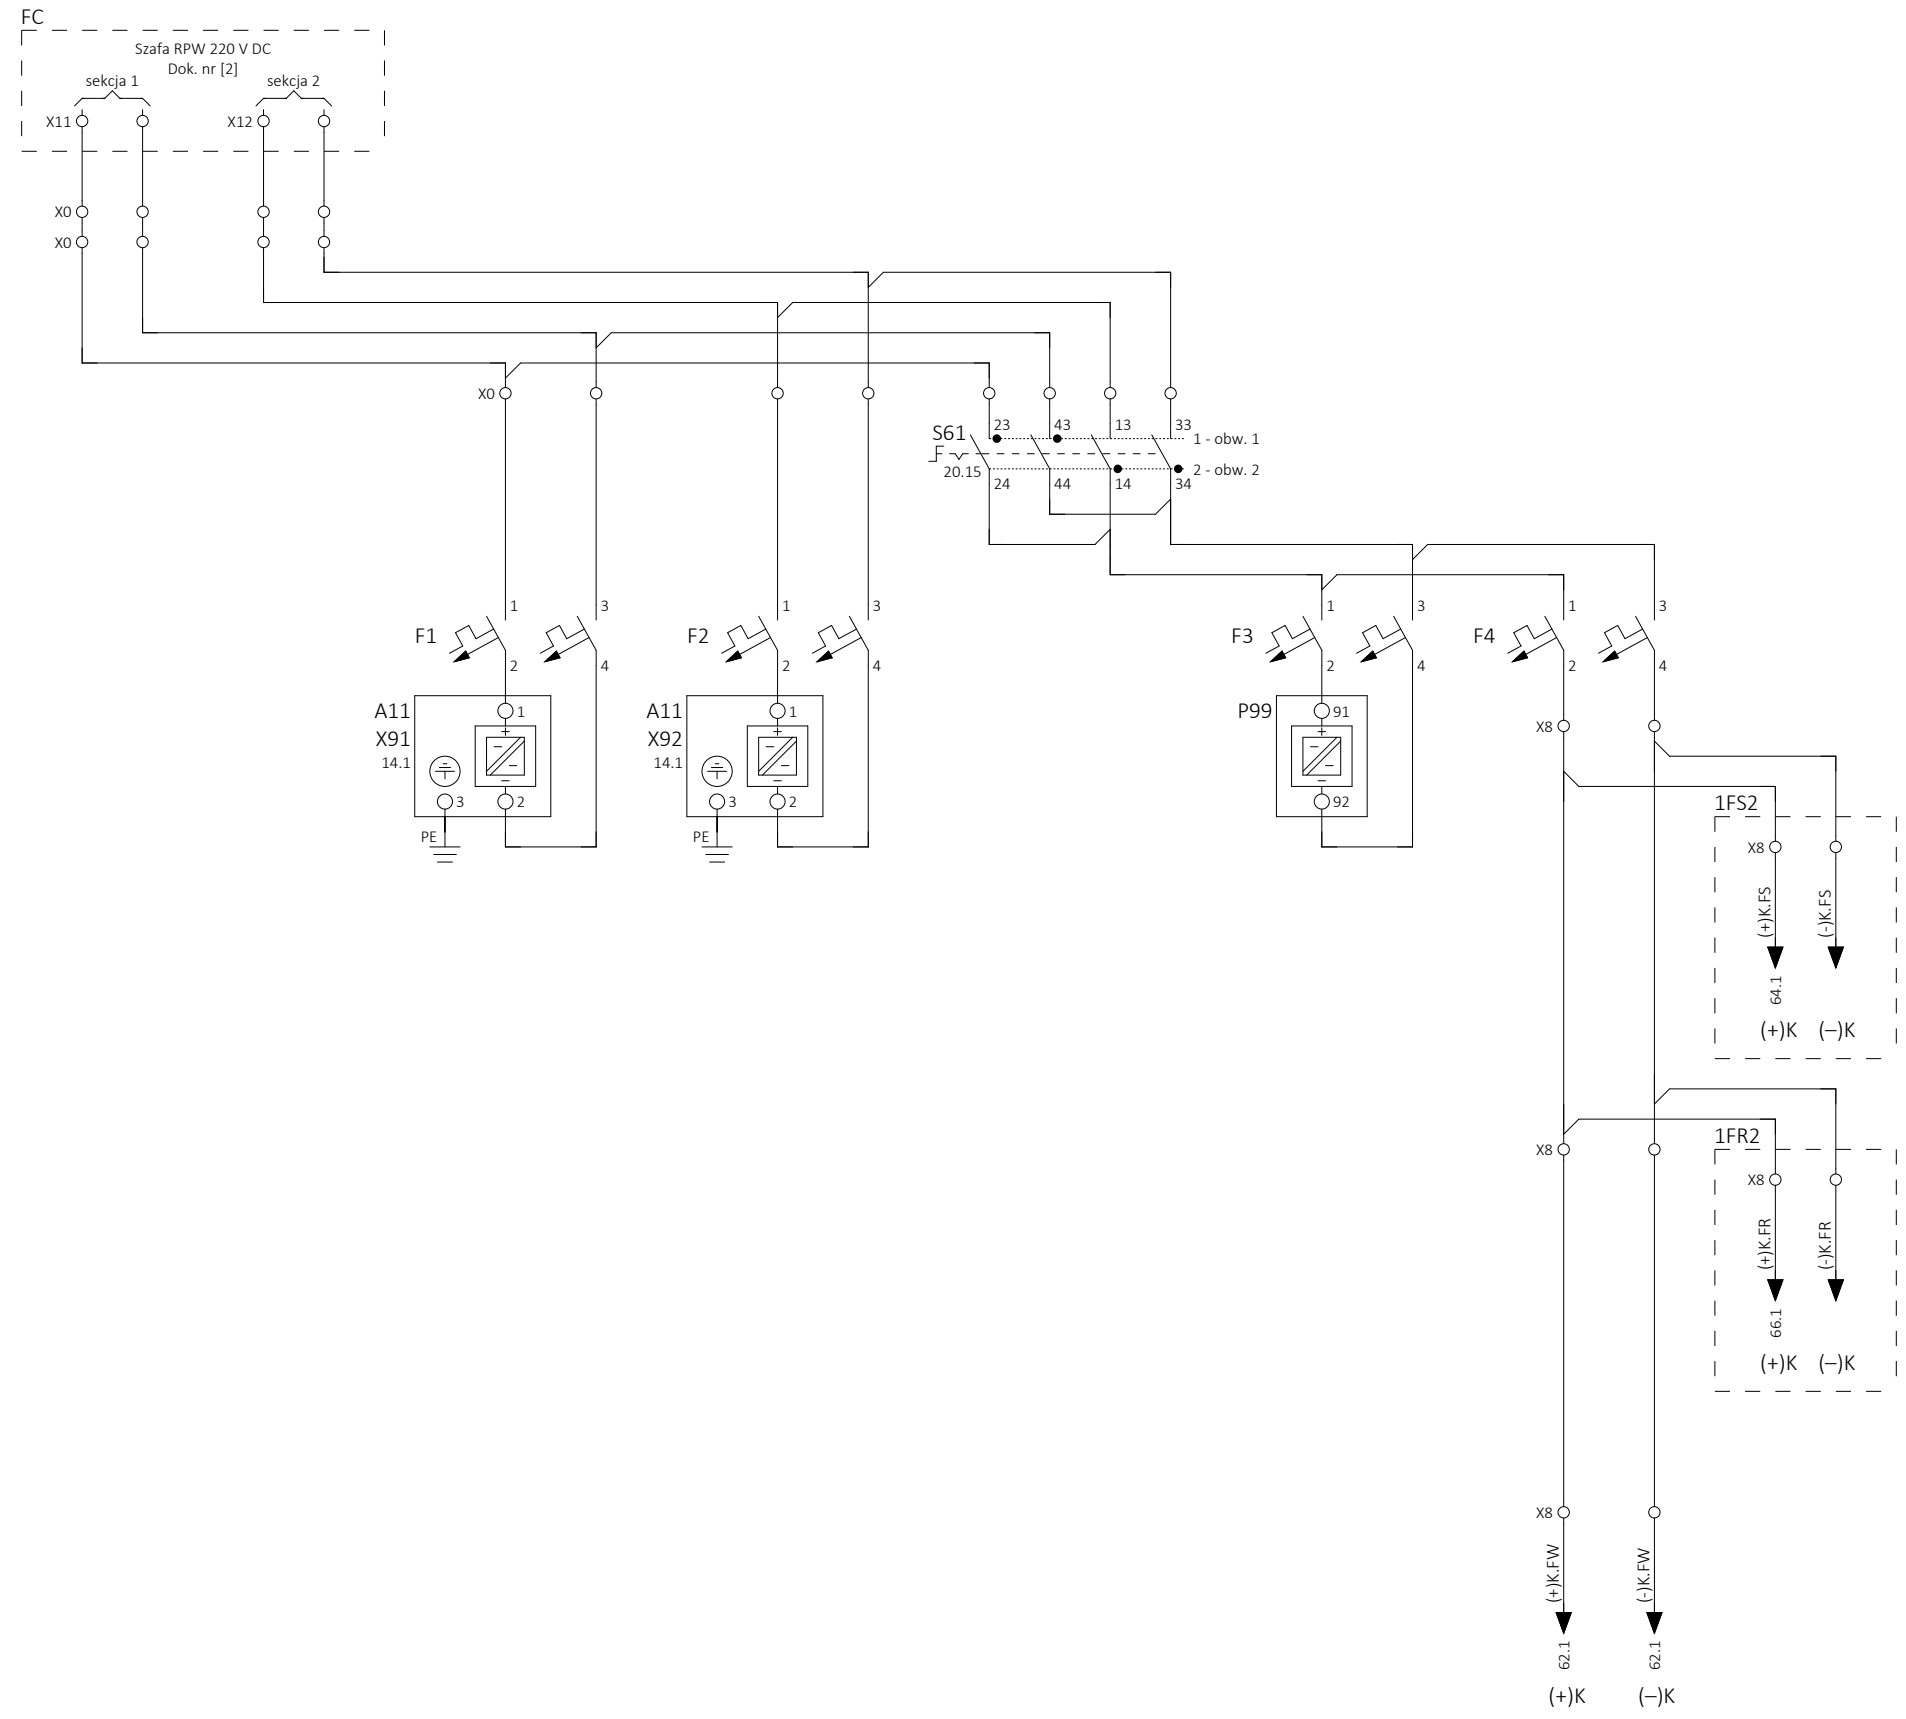 FC
Szafa RPW 220 V DC
Dok. nr [2]
sekcja 1
sekcja 2
X11
X12
X0
X0
X0
S61
20.15
23
43
13
33
1 - obw. 1
2 - obw. 2
24
44
14
34
F1
1
3
2
4
F2
1
3
2
4
F3
1
3
2
4
F4
1
3
2
4
A11
X91
14.1
1
+
−
−
−
3
2
PE
A11
X92
14.1
1
+
−
−
−
3
2
PE
P99
91
+
−
−
−
92
X8
1FS2
X8
(+)K.FS
(-)K.FS
64.1
(+)K
(−)K
X8
1FR2
X8
(+)K.FR
(-)K.FR
66.1
(+)K
(−)K
X8
(+)K.FW
(-)K.FW
62.1
62.1
(+)K
(−)K